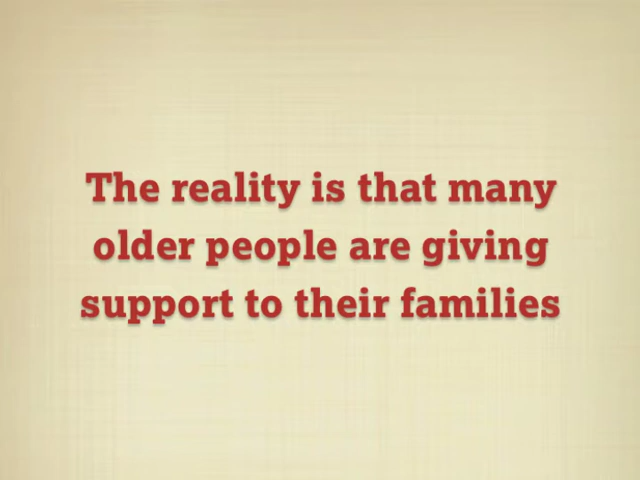 The reality is that many
older people are giving
support to their families